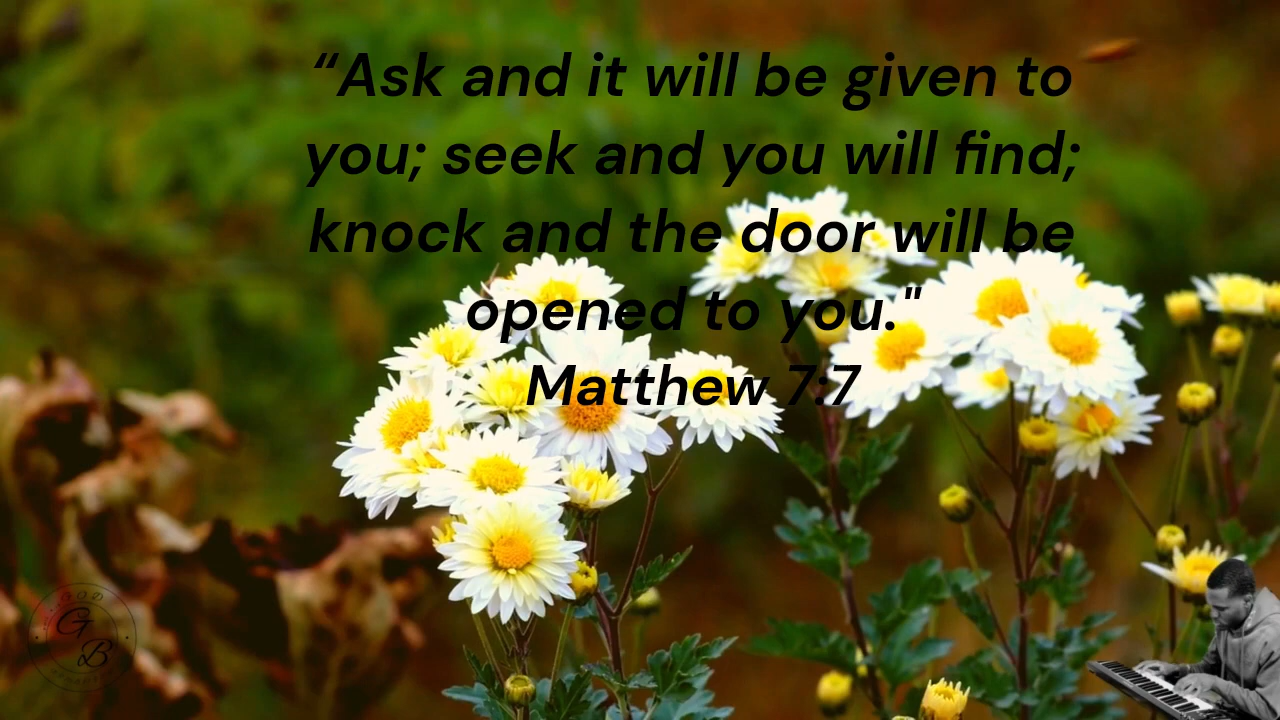 “Ask and it will be given to
you; seek and you will find;
knock and the door will be
opened to you."
Matthew 7:7
GB